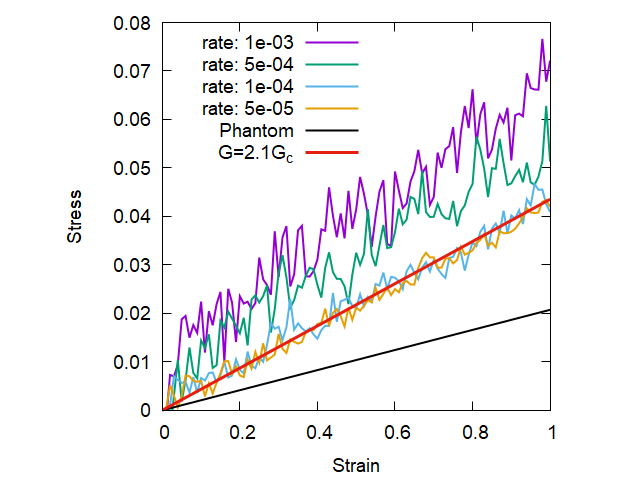 0.08
0.07
0.06
0.05
0.04
0.03
0.02
0.01
0
Stress
rate: 1e-03
rate: 5e-04
rate: 1e-04
rate: 5e-05
Phantom
G=2.1Gc
0 0.2 0.4 0.6 0.8 1
Strain